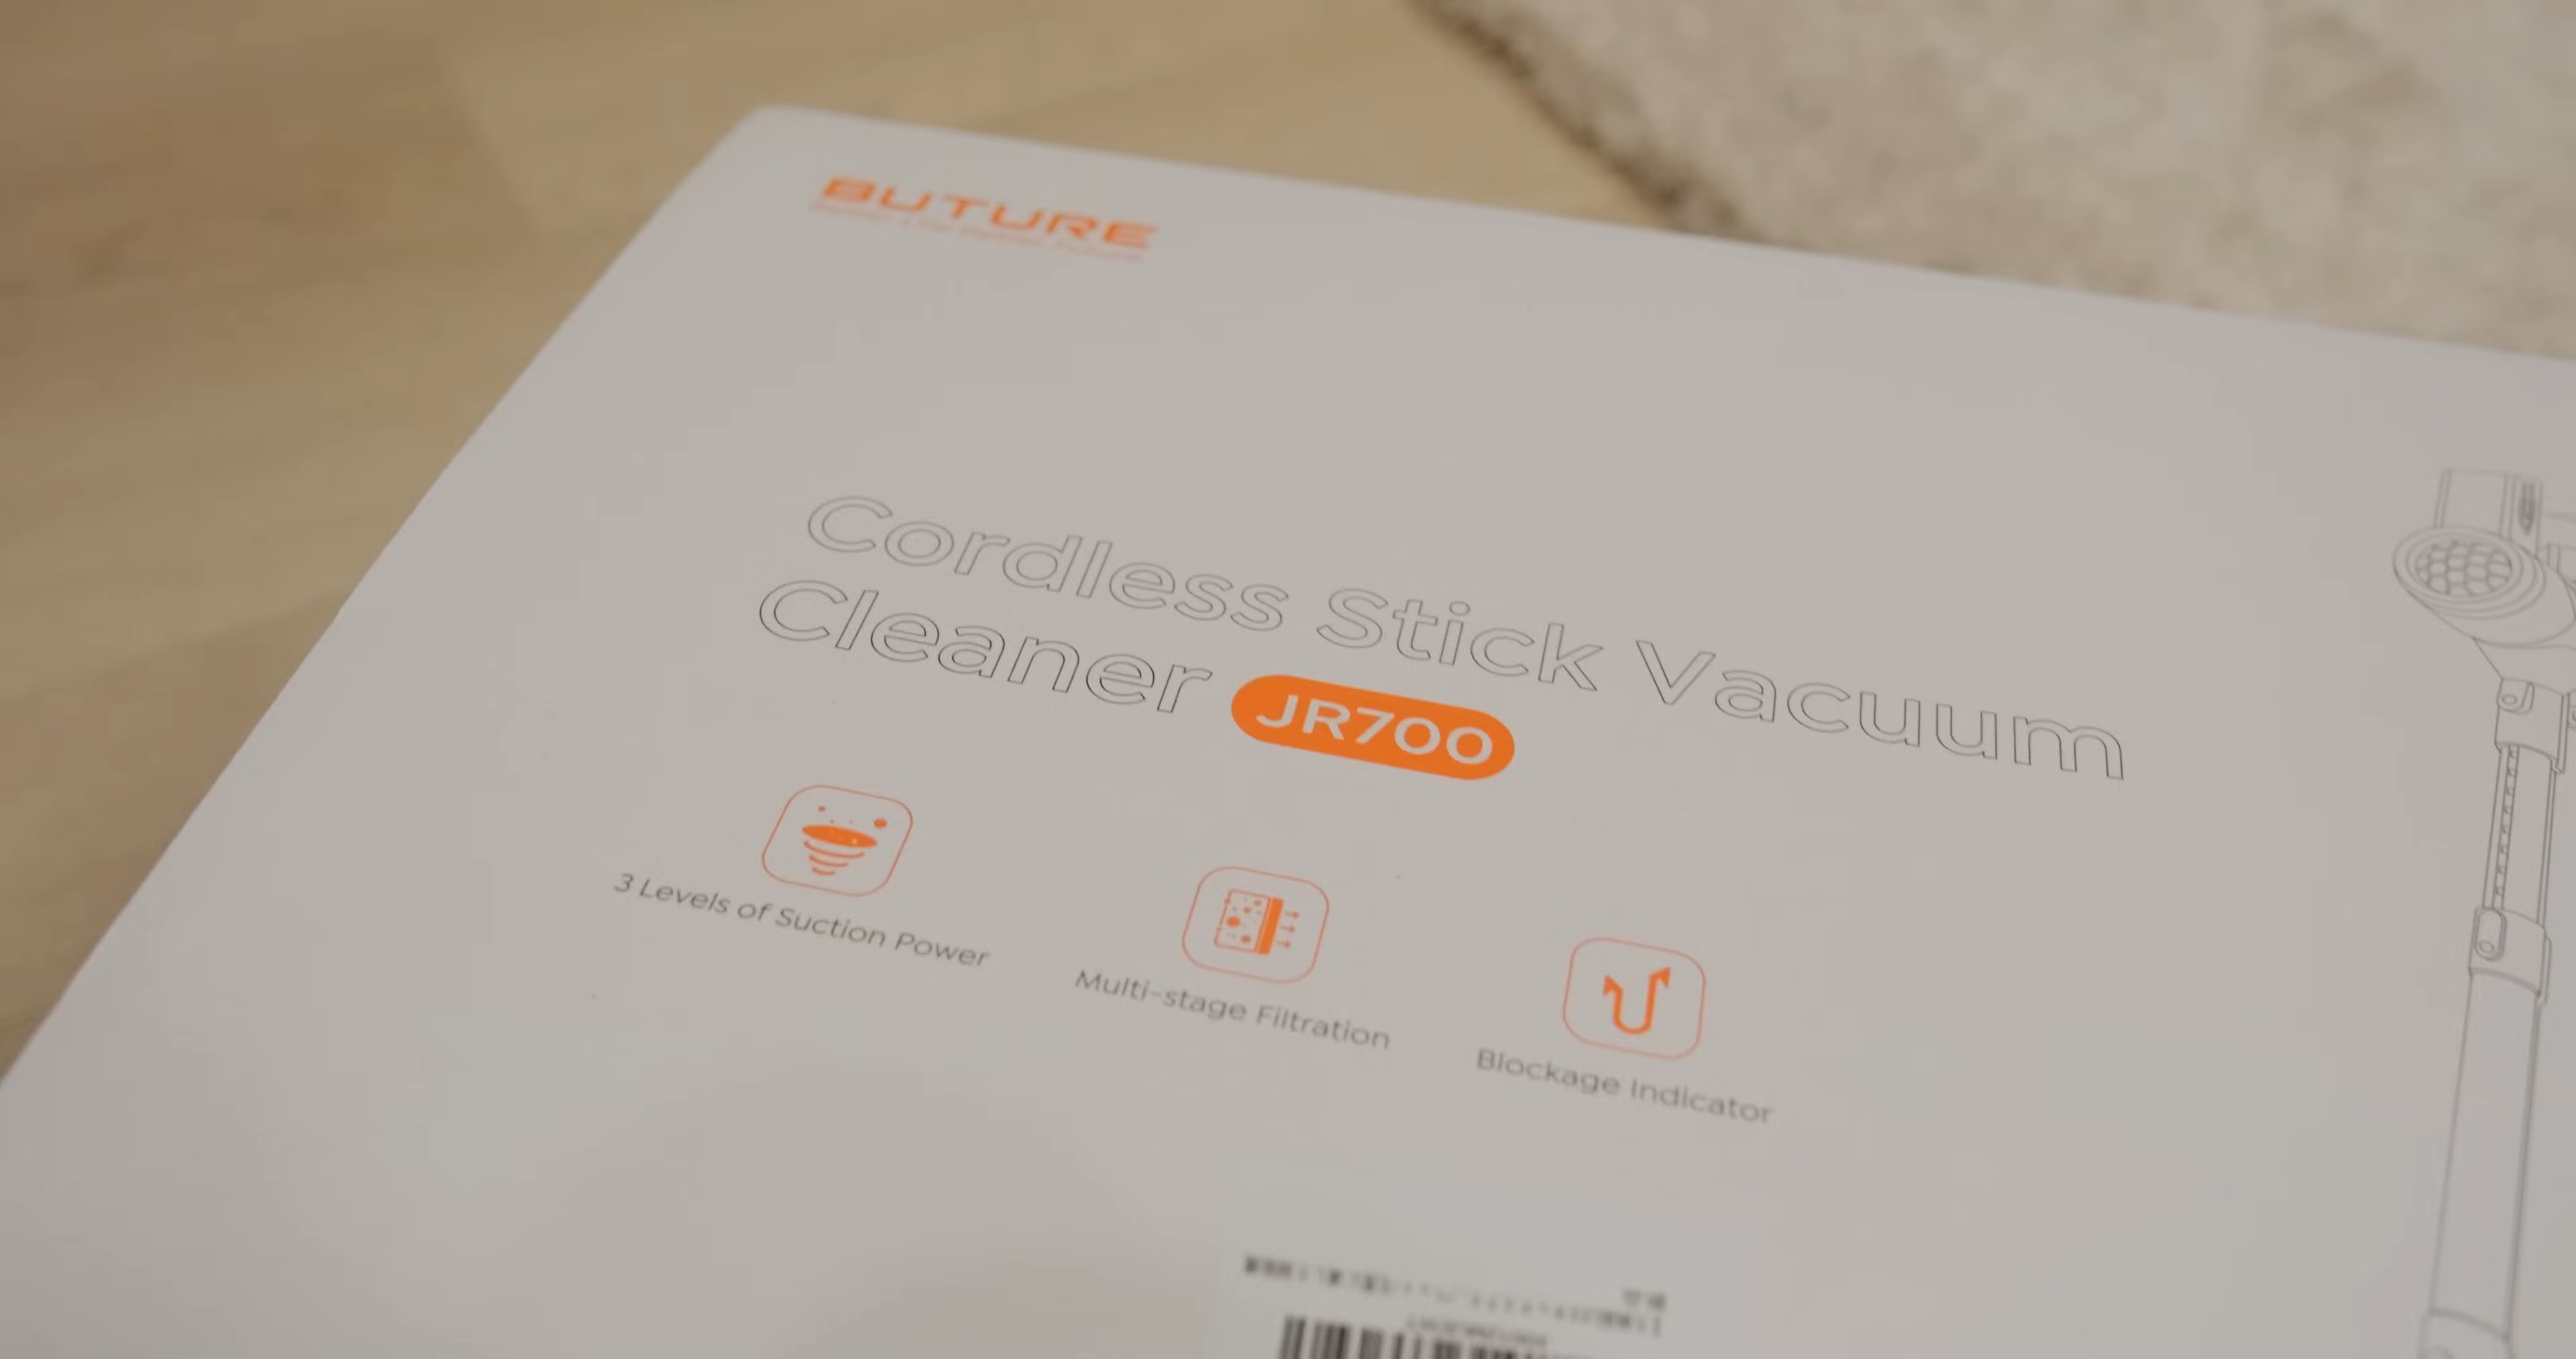 BUTURE
Cordless Stick Vacuum
Cleaner JR700
3 Levels of Suction Power
Multi-stage Filtration
Blockage Indicator